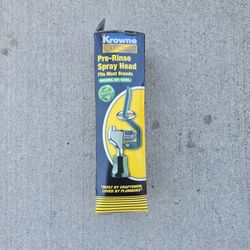 Krowne
Pre-Rinse
Spray Head
Fits Most Brands
"BUILT BY CRAFTSMEN,
LOVED BY PLUMBERS"